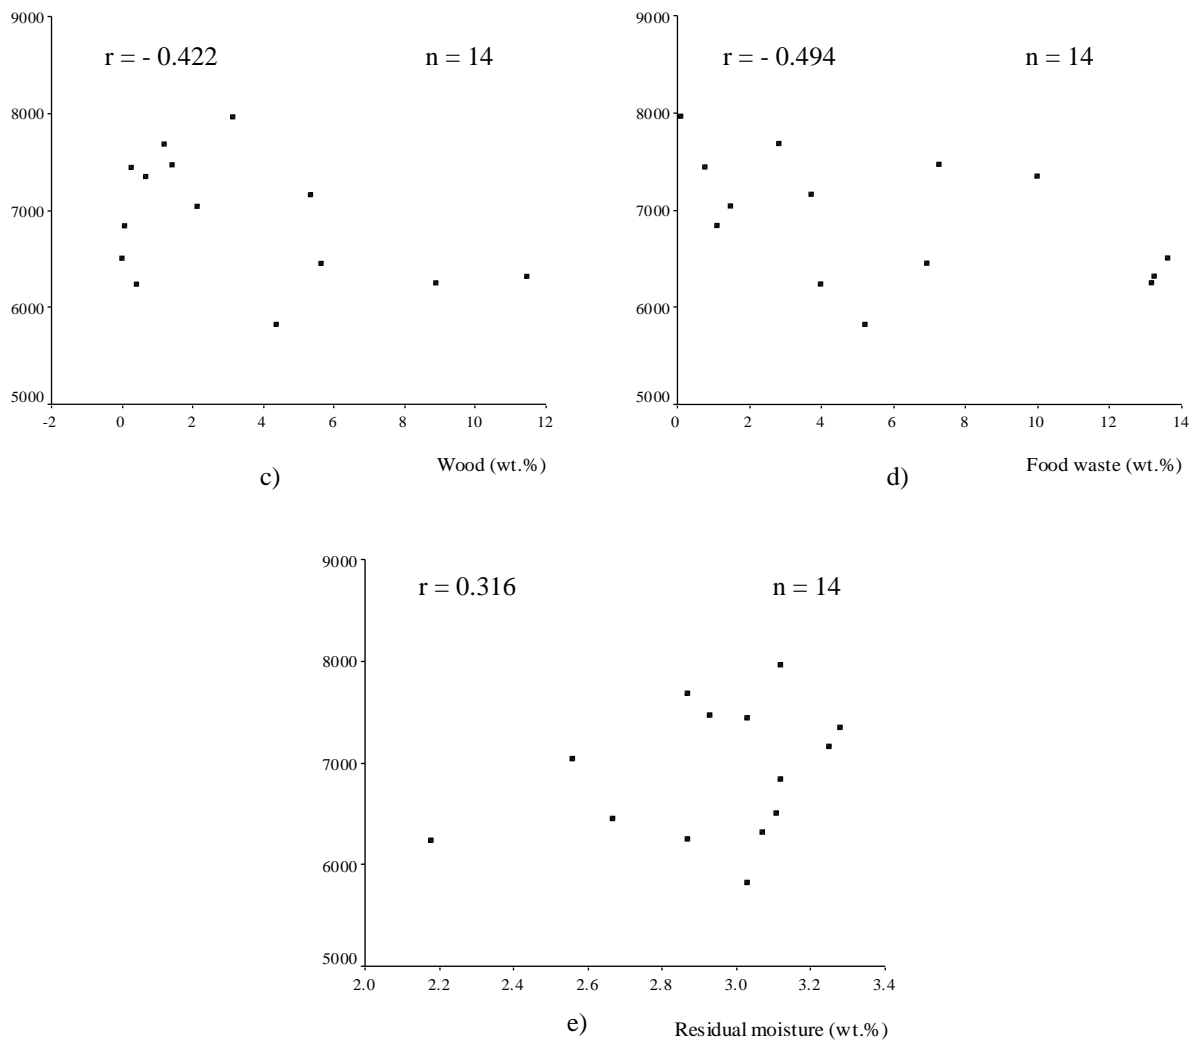 9000
r = - 0.422 n = 14
8000
7000
6000
5000
-2 0 2 4 6 8 10 12
Wood (wt.%)
c)
9000
r = - 0.494 n = 14
8000
7000
6000
5000
0 2 4 6 8 10 12 14
Food waste (wt.%)
d)
9000
r = 0.316 n = 14
8000
7000
6000
5000
2.0 2.2 2.4 2.6 2.8 3.0 3.2 3.4
Residual moisture (wt.%)
e)